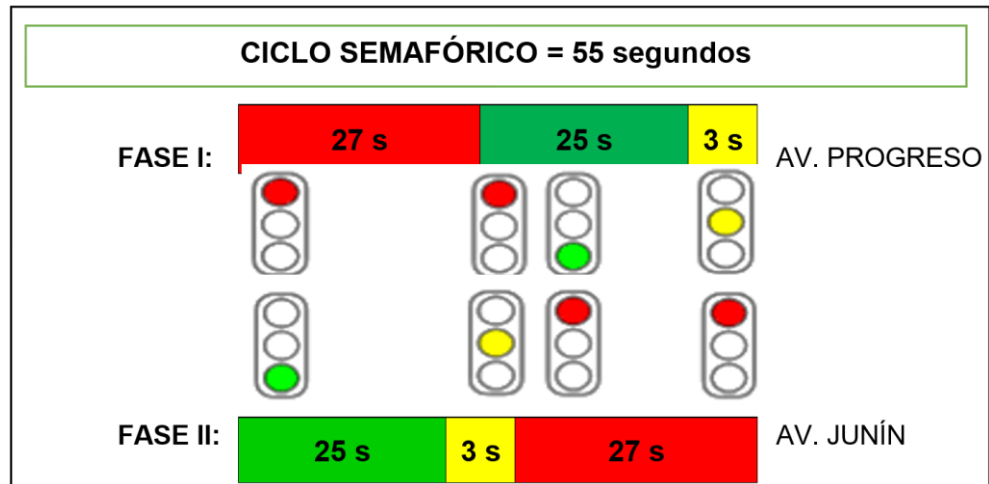 CICLO SEMAFÓRICO = 55 segundos
27 s 25 s 3 s
FASE I: AV. PROGRESO
FASE II: AV. JUNÍN
25 s 3 s 27 s